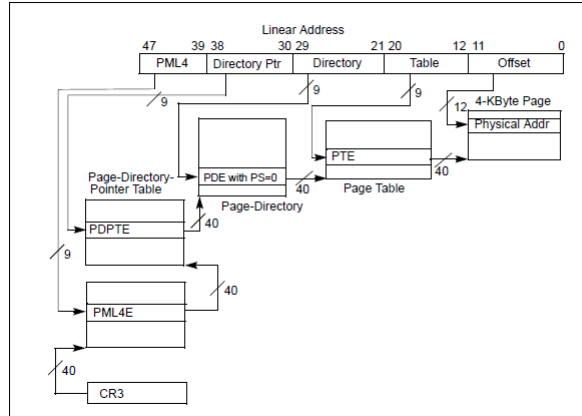 Linear Address
47 39 38 30 29 21 20 12 11 0
PML4 Directory Ptr Directory Table Offset
9 9 9
12 4-KByte Page
Physical Addr
PTE
PDE with PS=0 40 40
Page-Directory-
Pointer Table
Page Table
Page-Directory
40
PDPTE
9
40
PML4E
40
CR3